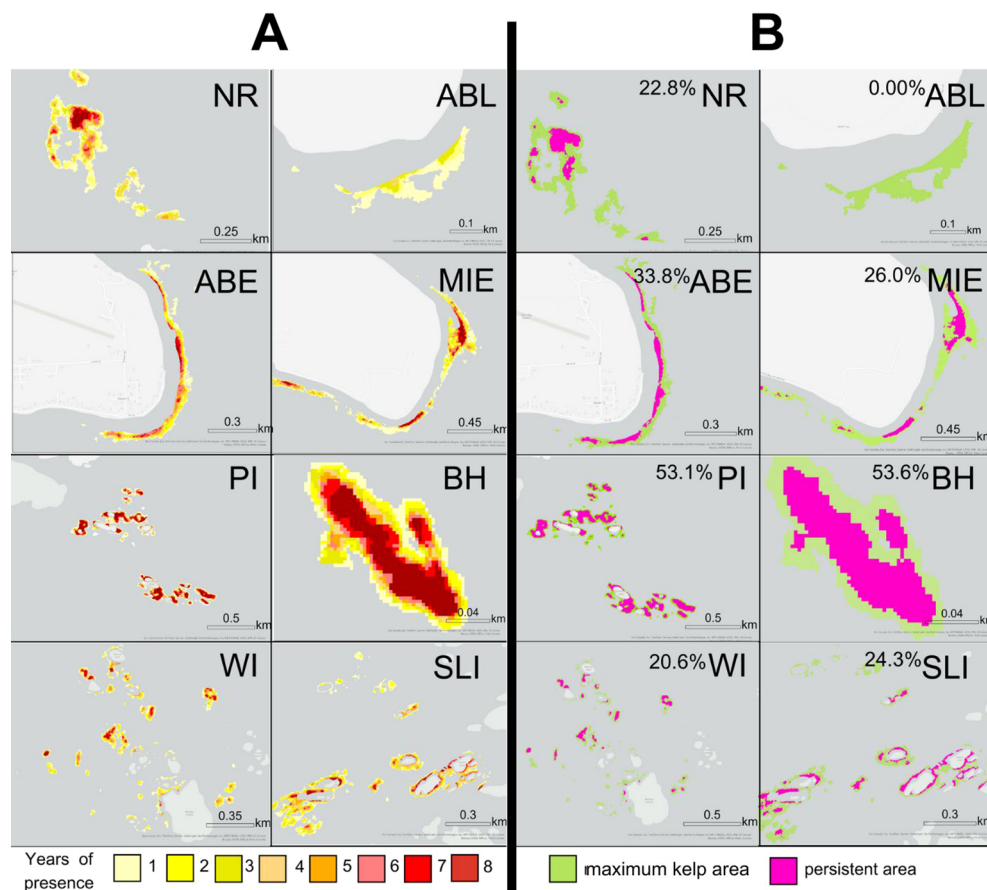 A B
NR ABL 22.8% NR 0.00% ABL
0.25 km 0.1 km 0.25 km 0.1 km
ABE MIE 33.8% ABE 26.0% MIE
0.3 km 0.45 km 0.3 km 0.45 km
PI BH 53.1% PI 53.6% BH
0.5 km 0.04 km 0.5 km 0.04 km
WI SLI 20.6% WI 24.3% SLI
0.35 km 0.3 km 0.5 km 0.3 km
Years of presence 1 2 3 4 5 6 7 8 maximum kelp area persistent area